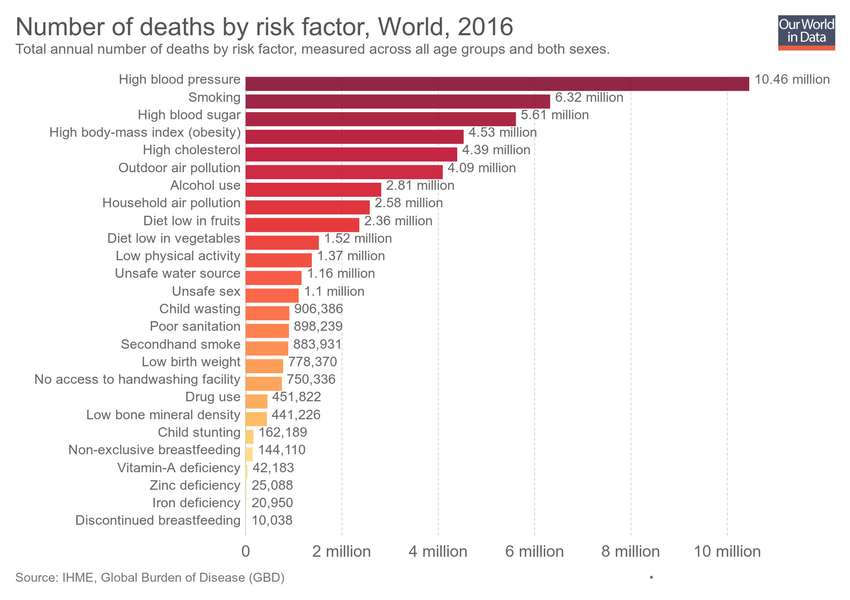 Number of deaths by risk factor, World, 2016
Total annual number of deaths by risk factor, measured across all age groups and both sexes.
Our World
in Data
High blood pressure 10.46 million
Smoking 6.32 million
High blood sugar 5.61 million
High body-mass index (obesity) 4.53 million
High cholesterol 4.39 million
Outdoor air pollution 4.09 million
Alcohol use 2.81 million
Household air pollution 2.58 million
Diet low in fruits 2.36 million
Diet low in vegetables 1.52 million
Low physical activity 1.37 million
Unsafe water source 1.16 million
Unsafe sex 1.1 million
Child wasting 906,386
Poor sanitation 898,239
Secondhand smoke 883,931
Low birth weight 778,370
No access to handwashing facility 750,336
Drug use 451,822
Low bone mineral density 441,226
Child stunting 162,189
Non-exclusive breastfeeding 144,110
Vitamin-A deficiency 42,183
Zinc deficiency 25,088
Iron deficiency 20,950
Discontinued breastfeeding 10,038
0 2 million 4 million 6 million 8 million 10 million
Source: IHME, Global Burden of Disease (GBD)